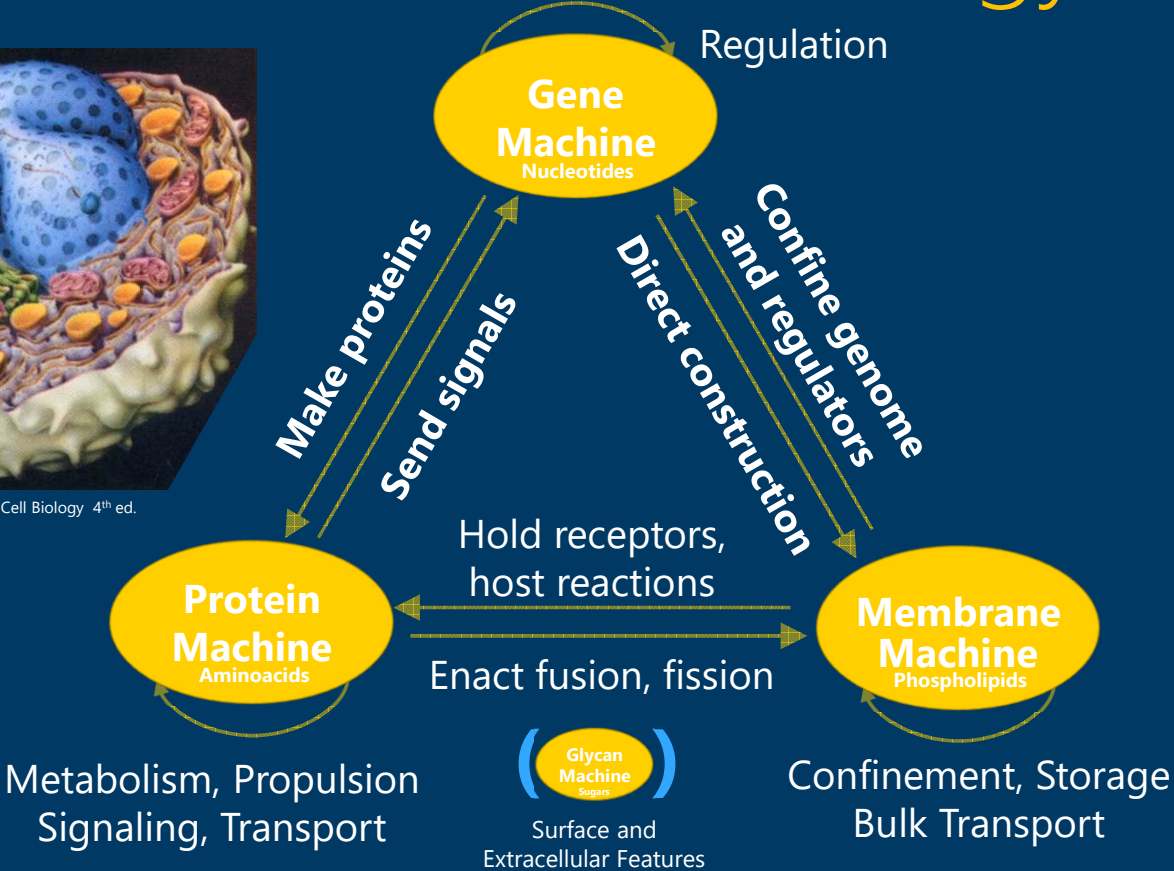 Regulation
Gene
Machine
Nucleotides
Make proteins
Send signals
Direct construction
Confine genome
and regulators
Cell Biology 4th ed.
Hold receptors,
host reactions
Protein
Machine
Aminoacids
Membrane
Machine
Phospholipids
Enact fusion, fission
Metabolism, Propulsion
Signaling, Transport
(Glycan
Machine
Sugars)
Surface and
Extracellular Features
Confinement, Storage
Bulk Transport